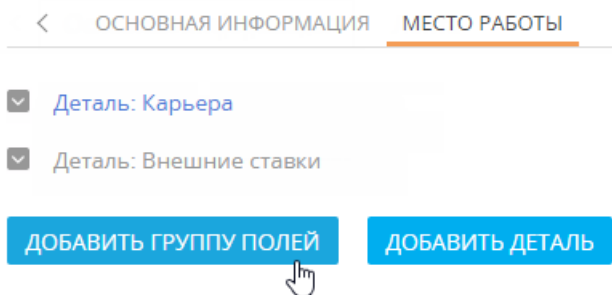 ОСНОВНАЯ ИНФОРМАЦИЯ МЕСТО РАБОТЫ
Деталь: Карьера
Деталь: Внешние ставки
ДОБАВИТЬ ГРУППУ ПОЛЕЙ ДОБАВИТЬ ДЕТАЛЬ